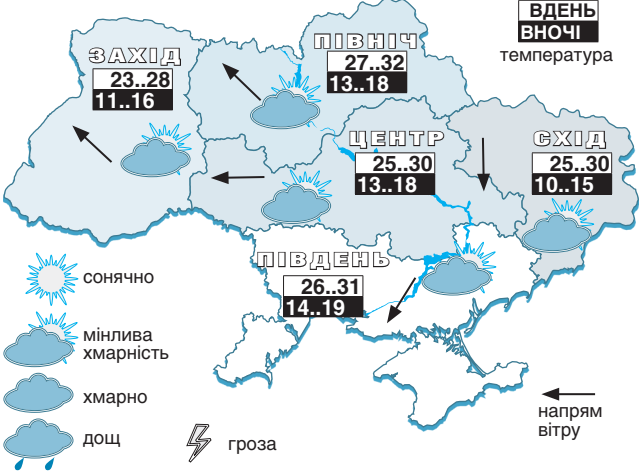 ВДЕНЬ
ВНОЧІ
температура
ЗАХІД
23..28
11..16
ПІВНІЧ
27..32
13..18
ЦЕНТР
25..30
13..18
СХІД
25..30
10..15
ПІВДЕНЬ
26..31
14..19
сонячно
мінлива
хмарність
хмарно
дощ
гроза
напрям
вітру